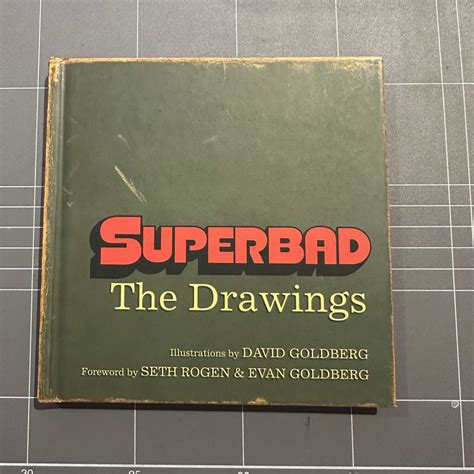 SUPERBAD
The Drawings
Illustrations by DAVID GOLDBERG
Foreword by SETH ROGEN & EVAN GOLDBERG